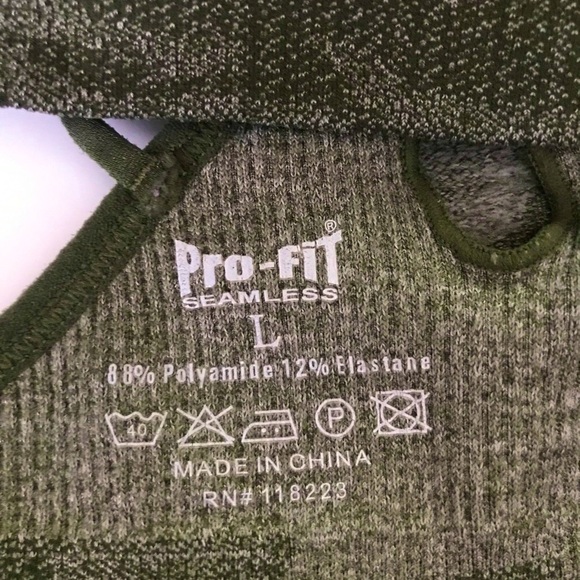 Pro-FiT®
SEAMLESS
L
88% Polyamide 12% Elastane
40 P
MADE IN CHINA
RN# 118223